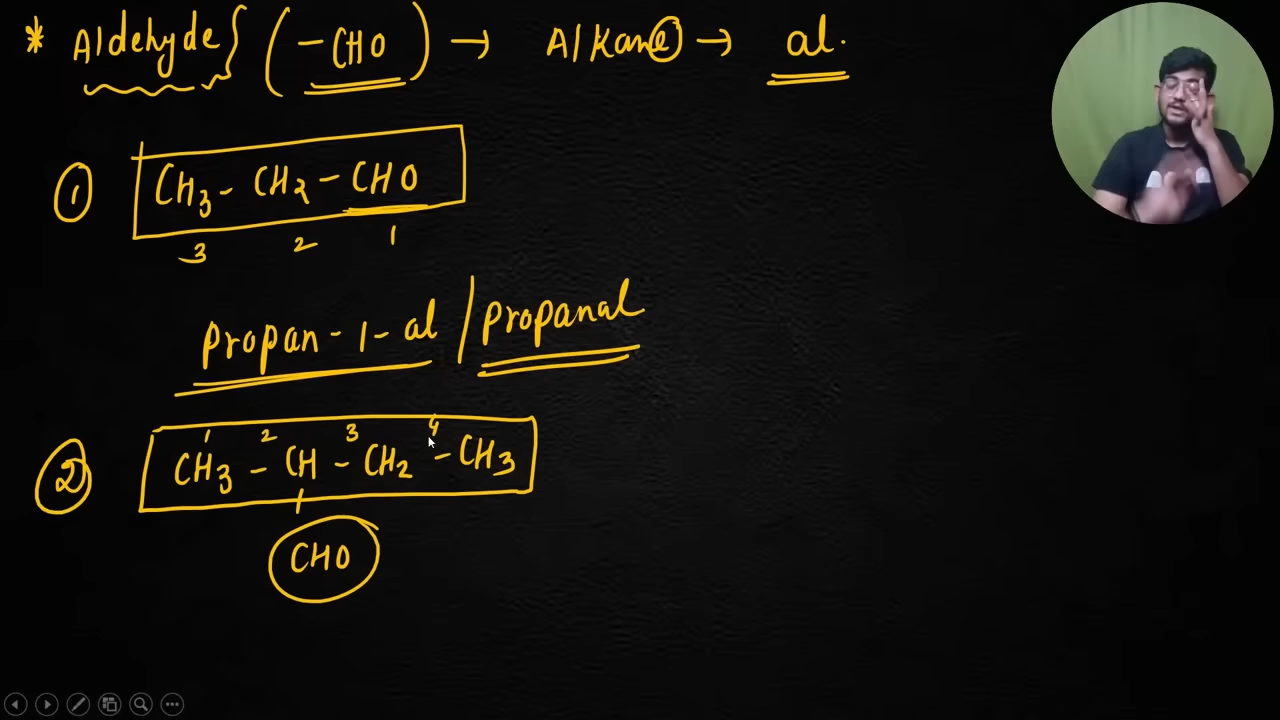 * Aldehyde} (-CHO) → Alkane → al.
① CH3 - CH2 - CHO
3 2 1
Propan-1-al / Propanal
1 2 3 4
② CH3 - CH - CH2 - CH3
CHO